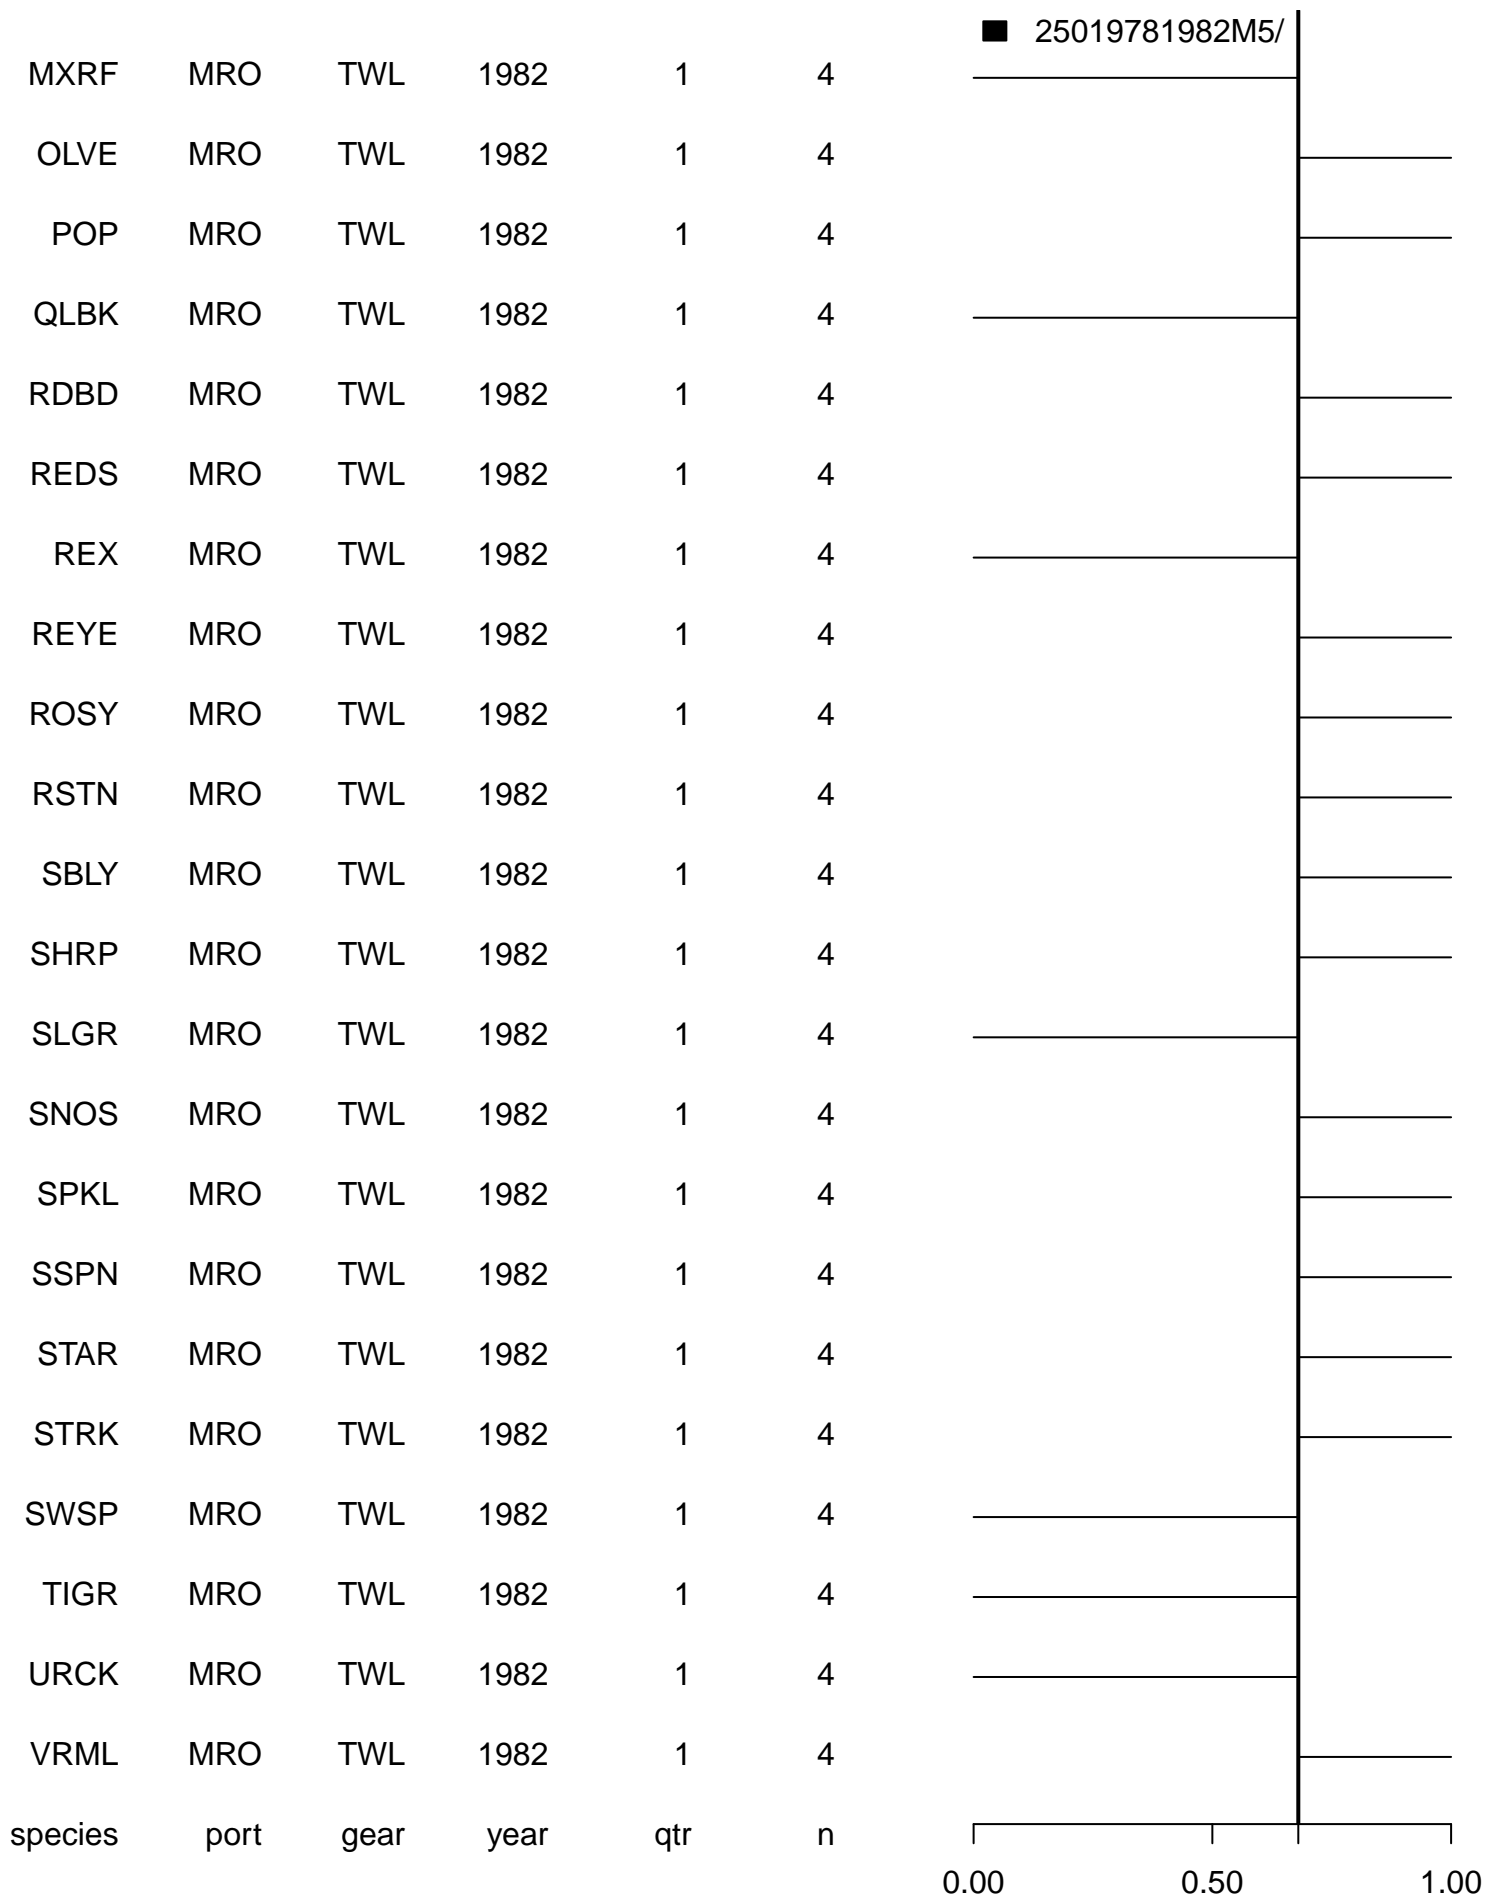 25019781982M5/
MXRF MRO TWL 1982 1 4
OLVE MRO TWL 1982 1 4
POP MRO TWL 1982 1 4
QLBK MRO TWL 1982 1 4
RDBD MRO TWL 1982 1 4
REDS MRO TWL 1982 1 4
REX MRO TWL 1982 1 4
REYE MRO TWL 1982 1 4
ROSY MRO TWL 1982 1 4
RSTN MRO TWL 1982 1 4
SBLY MRO TWL 1982 1 4
SHRP MRO TWL 1982 1 4
SLGR MRO TWL 1982 1 4
SNOS MRO TWL 1982 1 4
SPKL MRO TWL 1982 1 4
SSPN MRO TWL 1982 1 4
STAR MRO TWL 1982 1 4
STRK MRO TWL 1982 1 4
SWSP MRO TWL 1982 1 4
TIGR MRO TWL 1982 1 4
URCK MRO TWL 1982 1 4
VRML MRO TWL 1982 1 4
species port gear year qtr n
0.00 0.50 1.00